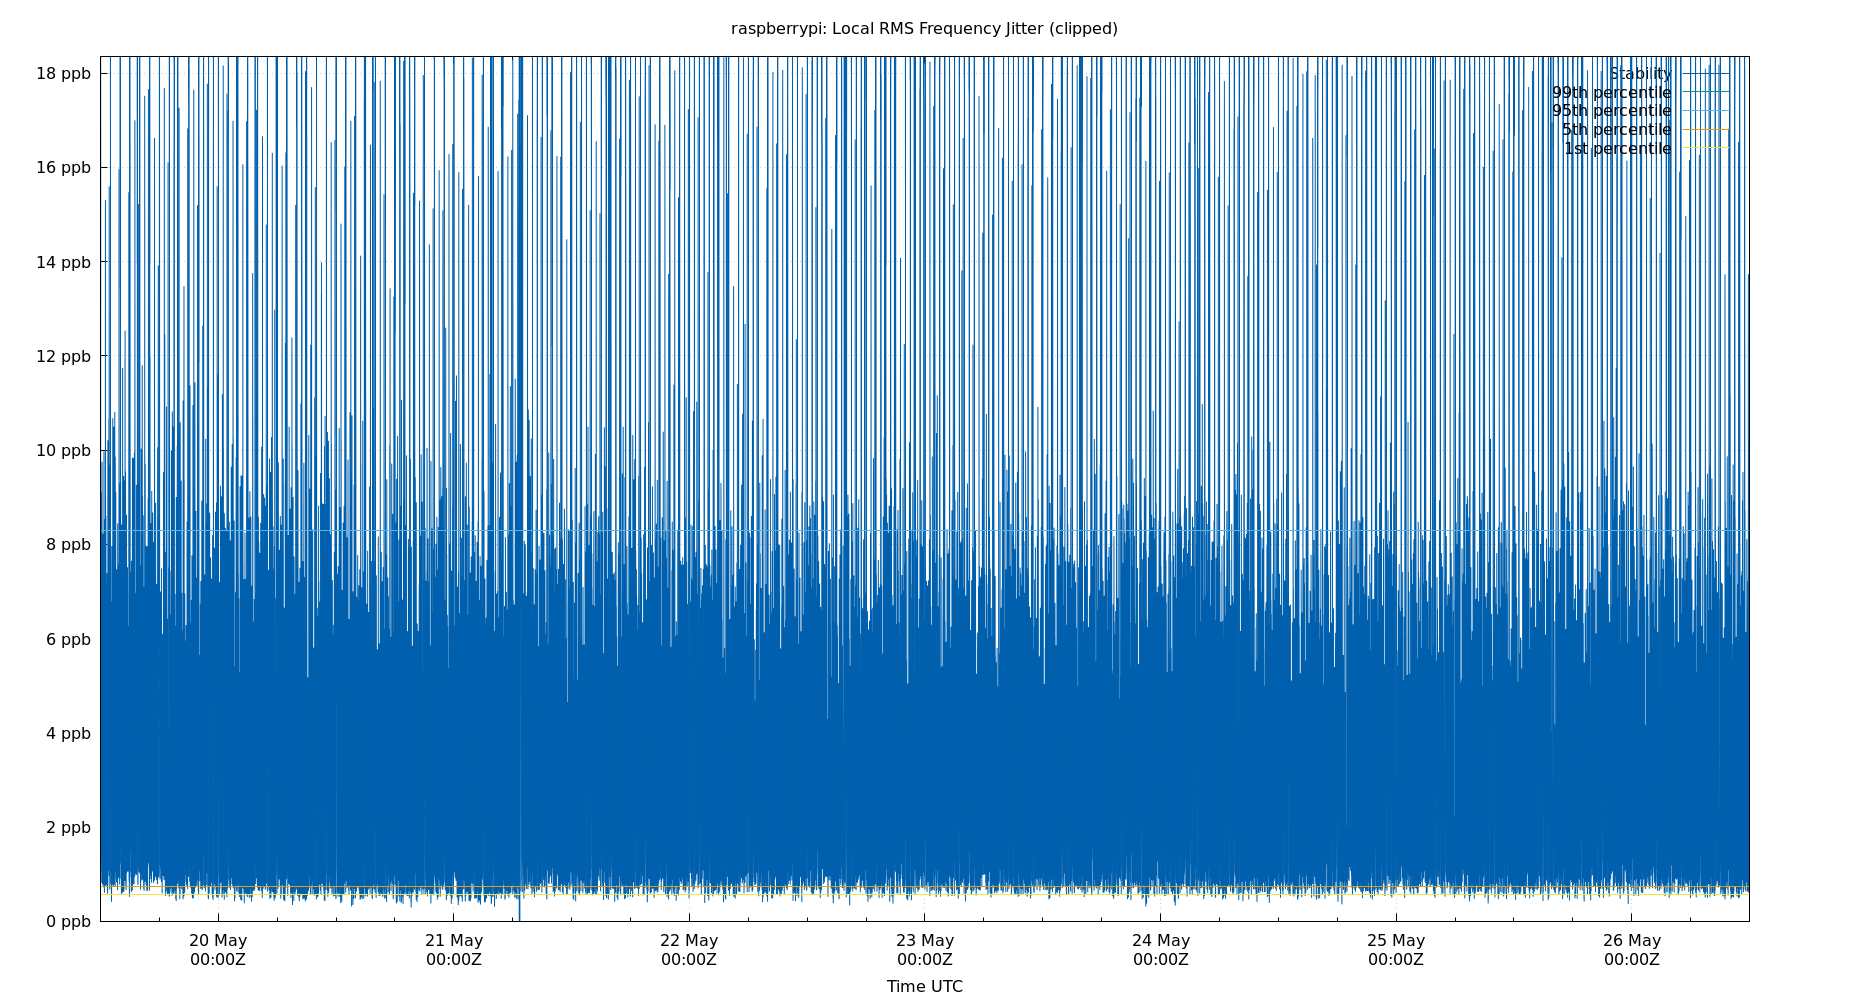 raspberrypi: Local RMS Frequency Jitter (clipped)
18 ppb
16 ppb
14 ppb
12 ppb
10 ppb
8 ppb
6 ppb
4 ppb
2 ppb
0 ppb
Stability
99th percentile
95th percentile
5th percentile
1st percentile
20 May
00:00Z
21 May
00:00Z
22 May
00:00Z
23 May
00:00Z
24 May
00:00Z
25 May
00:00Z
26 May
00:00Z
Time UTC